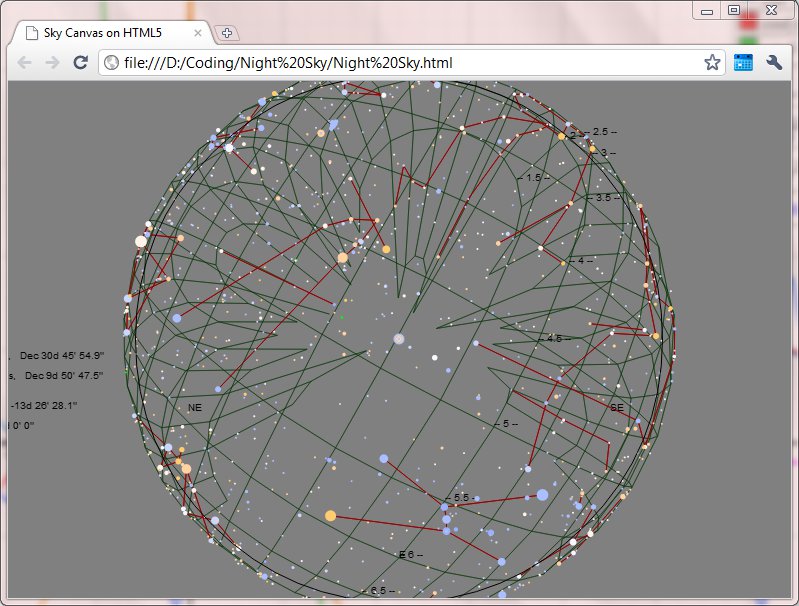 Sky Canvas on HTML5
file:///D:/Coding/Night%20Sky/Night%20Sky.html
2 -- 2.5 --
-- 3 --
-- 1.5 --
-- 3.5 --
-- 4 --
-- 4.5 --
Dec 30d 45' 54.9"
s, Dec 9d 50' 47.5"
-13d 26' 28.1"
NE
SE
d 0' 0"
-- 5 --
-- 5.5 -
E 6 --
- 6.5 --